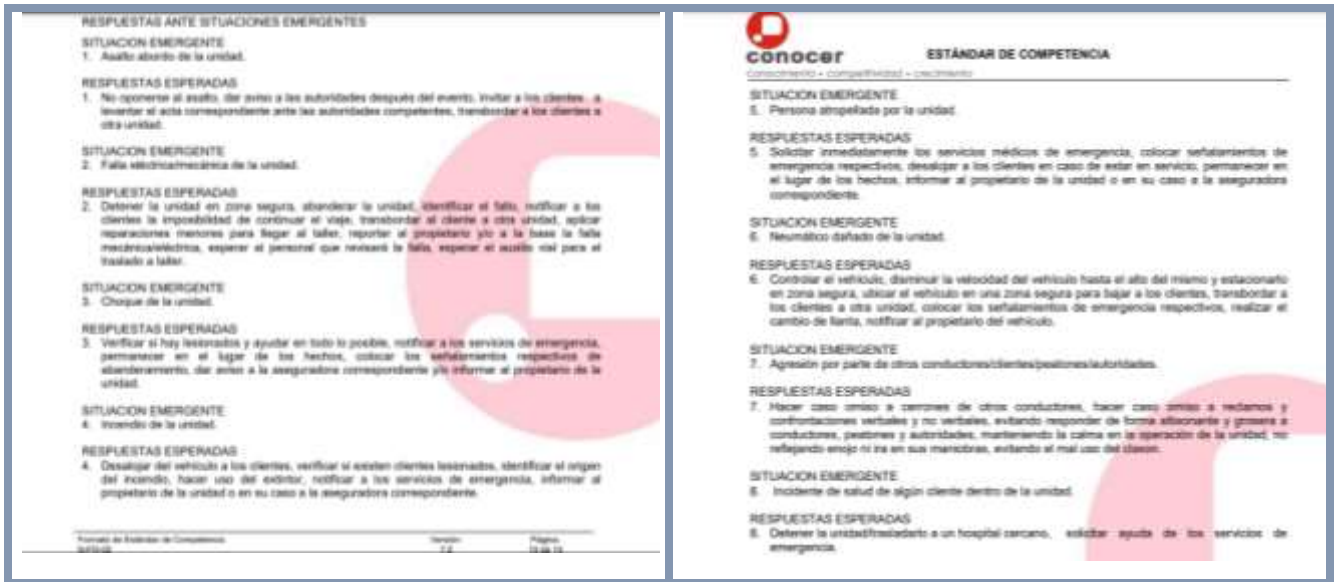 RESPUESTAS ANTE SITUACIONES EMERGENTES
SITUACION EMERGENTE
1. Asalto abordo de la unidad.
RESPUESTAS ESPERADAS
1. No oponerse al asalto, dar aviso a las autoridades después del evento, invitar a los clientes a
levantar el acta correspondiente ante las autoridades competentes, transbordar a los clientes a
otra unidad.
SITUACION EMERGENTE
2. Falla eléctrica/mecánica de la unidad.
RESPUESTAS ESPERADAS
2. Detener la unidad en zona segura, abanderar la unidad, identificar el fallo, notificar a los
clientes la imposibilidad de continuar el viaje, transbordar al cliente a otra unidad, aplicar
reparaciones menores para llegar al taller, reportar al propietario y/o a la base la falla
mecánica/eléctrica, esperar al personal que revisará la falla, esperar el auxilio vial para el
traslado a taller.
SITUACION EMERGENTE
3. Choque de la unidad.
RESPUESTAS ESPERADAS
3. Verificar si hay lesionados y ayudar en todo lo posible, notificar a los servicios de emergencia,
permanecer en el lugar de los hechos, colocar los señalamientos respectivos de
abanderamiento, dar aviso a la aseguradora correspondiente y/o informar al propietario de la
unidad.
SITUACION EMERGENTE
4. Incendio de la unidad.
RESPUESTAS ESPERADAS
4. Desalojar del vehículo a los clientes, verificar si existen clientes lesionados, identificar el origen
del incendio, hacer uso del extintor, notificar a los servicios de emergencia, informar al
propietario de la unidad o en su caso a la aseguradora correspondiente.
Formato de Estándar de Competencia Versión Página
conocer
ESTÁNDAR DE COMPETENCIA
conocimiento • competitividad • crecimiento
SITUACION EMERGENTE
5. Persona atropellada por la unidad.
RESPUESTAS ESPERADAS
5. Solicitar inmediatamente los servicios médicos de emergencia, colocar señalamientos de
emergencia respectivos, desalojar a los clientes en caso de estar en servicio, permanecer en
el lugar de los hechos, informar al propietario de la unidad o en su caso a la aseguradora
correspondiente.
SITUACION EMERGENTE
6. Neumático dañado de la unidad.
RESPUESTAS ESPERADAS
6. Controlar el vehículo, disminuir la velocidad del vehículo hasta el alto del mismo y estacionarlo
en zona segura, ubicar el vehículo en una zona segura para bajar a los clientes, transbordar a
los clientes a otra unidad, colocar los señalamientos de emergencia respectivos, realizar el
cambio de llanta, notificar al propietario del vehículo.
SITUACION EMERGENTE
7. Agresión por parte de otros conductores/clientes/peatones/autoridades.
RESPUESTAS ESPERADAS
7. Hacer caso omiso a cerrones de otros conductores, hacer caso omiso a reclamos y
confrontaciones verbales y no verbales, evitando responder de forma altisonante y grosera a
conductores, peatones y autoridades, manteniendo la calma en la operación de la unidad, no
reflejando enojo ni ira en sus maniobras, evitando el mal uso del claxon.
SITUACION EMERGENTE
8. Incidente de salud de algún cliente dentro de la unidad.
RESPUESTAS ESPERADAS
8. Detener la unidad/trasladarlo a un hospital cercano, solicitar ayuda de los servicios de
emergencia.